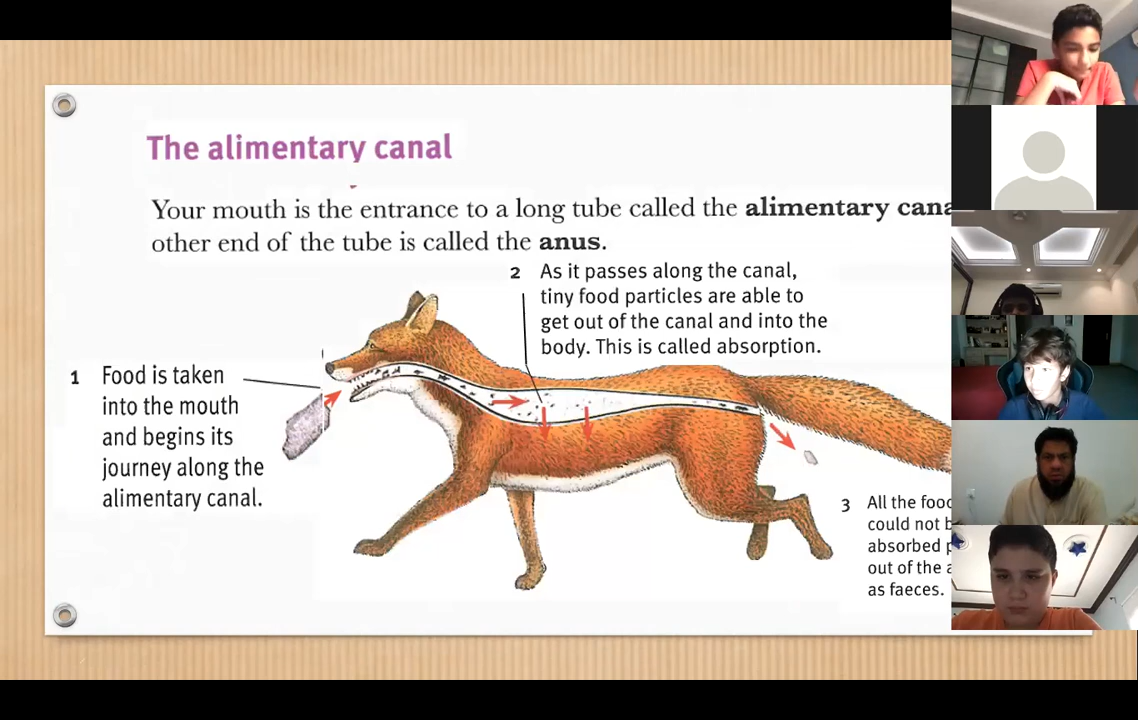 The alimentary canal
Your mouth is the entrance to a long tube called the alimentary cana
other end of the tube is called the anus.
2 As it passes along the canal,
tiny food particles are able to
get out of the canal and into the
body. This is called absorption.
1 Food is taken
into the mouth
and begins its
journey along the
alimentary canal.
3 All the food
could not b
absorbed p
out of the a
as faeces.